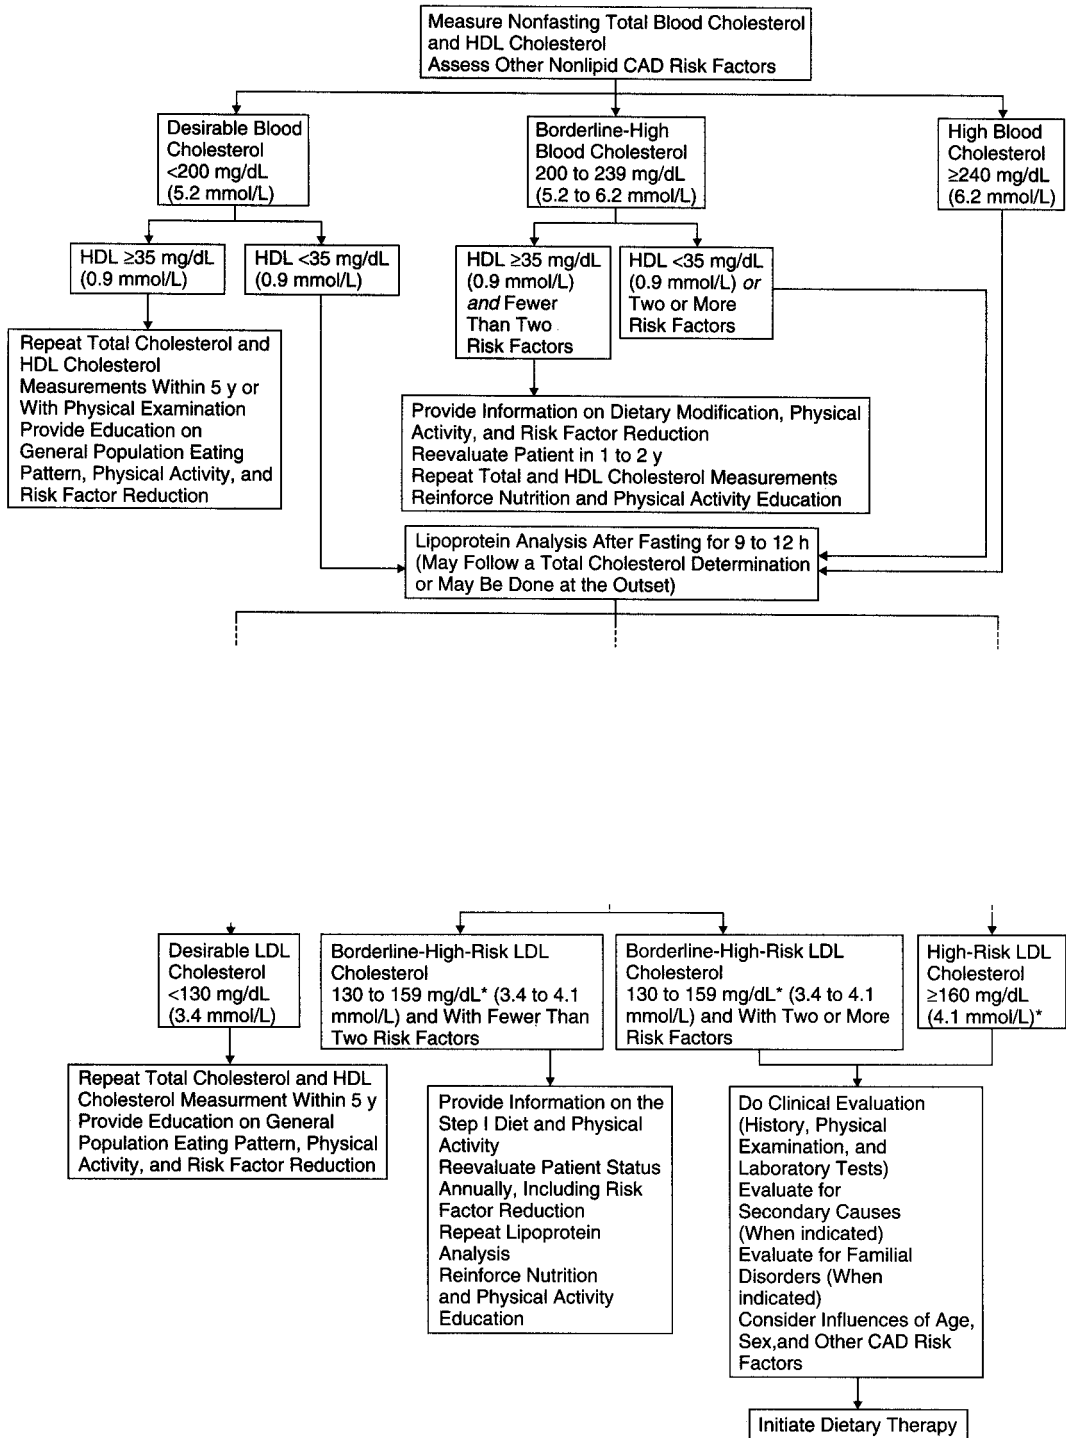 Measure Nonfasting Total Blood Cholesterol
and HDL Cholesterol
Assess Other Nonlipid CAD Risk Factors
Desirable Blood
Cholesterol
<200 mg/dL
(5.2 mmol/L)
Borderline-High
Blood Cholesterol
200 to 239 mg/dL
(5.2 to 6.2 mmol/L)
High Blood
Cholesterol
≥240 mg/dL
(6.2 mmol/L)
HDL ≥35 mg/dL
(0.9 mmol/L)
HDL <35 mg/dL
(0.9 mmol/L)
HDL ≥35 mg/dL
(0.9 mmol/L)
and Fewer
Than Two
Risk Factors
HDL <35 mg/dL
(0.9 mmol/L) or
Two or More
Risk Factors
Repeat Total Cholesterol and
HDL Cholesterol
Measurements Within 5 y or
With Physical Examination
Provide Education on
General Population Eating
Pattern, Physical Activity, and
Risk Factor Reduction
Provide Information on Dietary Modification, Physical
Activity, and Risk Factor Reduction
Reevaluate Patient in 1 to 2 y
Repeat Total and HDL Cholesterol Measurements
Reinforce Nutrition and Physical Activity Education
Lipoprotein Analysis After Fasting for 9 to 12 h
(May Follow a Total Cholesterol Determination
or May Be Done at the Outset)
Desirable LDL
Cholesterol
<130 mg/dL
(3.4 mmol/L)
Borderline-High-Risk LDL
Cholesterol
130 to 159 mg/dL* (3.4 to 4.1
mmol/L) and With Fewer Than
Two Risk Factors
Borderline-High-Risk LDL
Cholesterol
130 to 159 mg/dL* (3.4 to 4.1
mmol/L) and With Two or More
Risk Factors
High-Risk LDL
Cholesterol
≥160 mg/dL
(4.1 mmol/L)*
Repeat Total Cholesterol and HDL
Cholesterol Measurment Within 5 y
Provide Education on General
Population Eating Pattern, Physical
Activity, and Risk Factor Reduction
Provide Information on the
Step I Diet and Physical
Activity
Reevaluate Patient Status
Annually, Including Risk
Factor Reduction
Repeat Lipoprotein
Analysis
Reinforce Nutrition
and Physical Activity
Education
Do Clinical Evaluation
(History, Physical
Examination, and
Laboratory Tests)
Evaluate for
Secondary Causes
(When indicated)
Evaluate for Familial
Disorders (When
indicated)
Consider Influences of Age,
Sex,and Other CAD Risk
Factors
Initiate Dietary Therapy